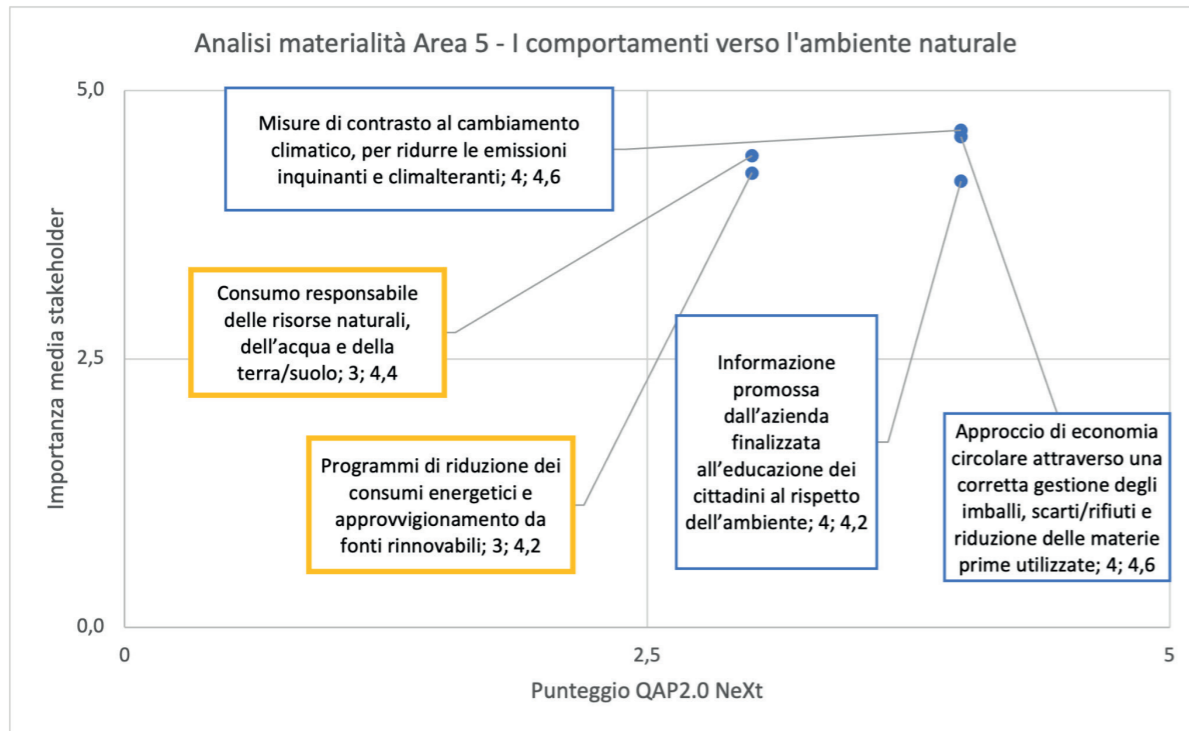 Analisi materialità Area 5 - I comportamenti verso l'ambiente naturale
Importanza media stakeholder
5,0
2,5
0,0
Misure di contrasto al cambiamento
climatico, per ridurre le emissioni
inquinanti e climalteranti; 4; 4,6
Consumo responsabile
delle risorse naturali,
dell’acqua e della
terra/suolo; 3; 4,4
Programmi di riduzione dei
consumi energetici e
approvvigionamento da
fonti rinnovabili; 3; 4,2
Informazione
promossa
dall’azienda
finalizzata
all’educazione dei
cittadini al rispetto
dell’ambiente; 4; 4,2
Approccio di economia
circolare attraverso una
corretta gestione degli
imballi, scarti/rifiuti e
riduzione delle materie
prime utilizzate; 4; 4,6
0
2,5
5
Punteggio QAP2.0 NeXt